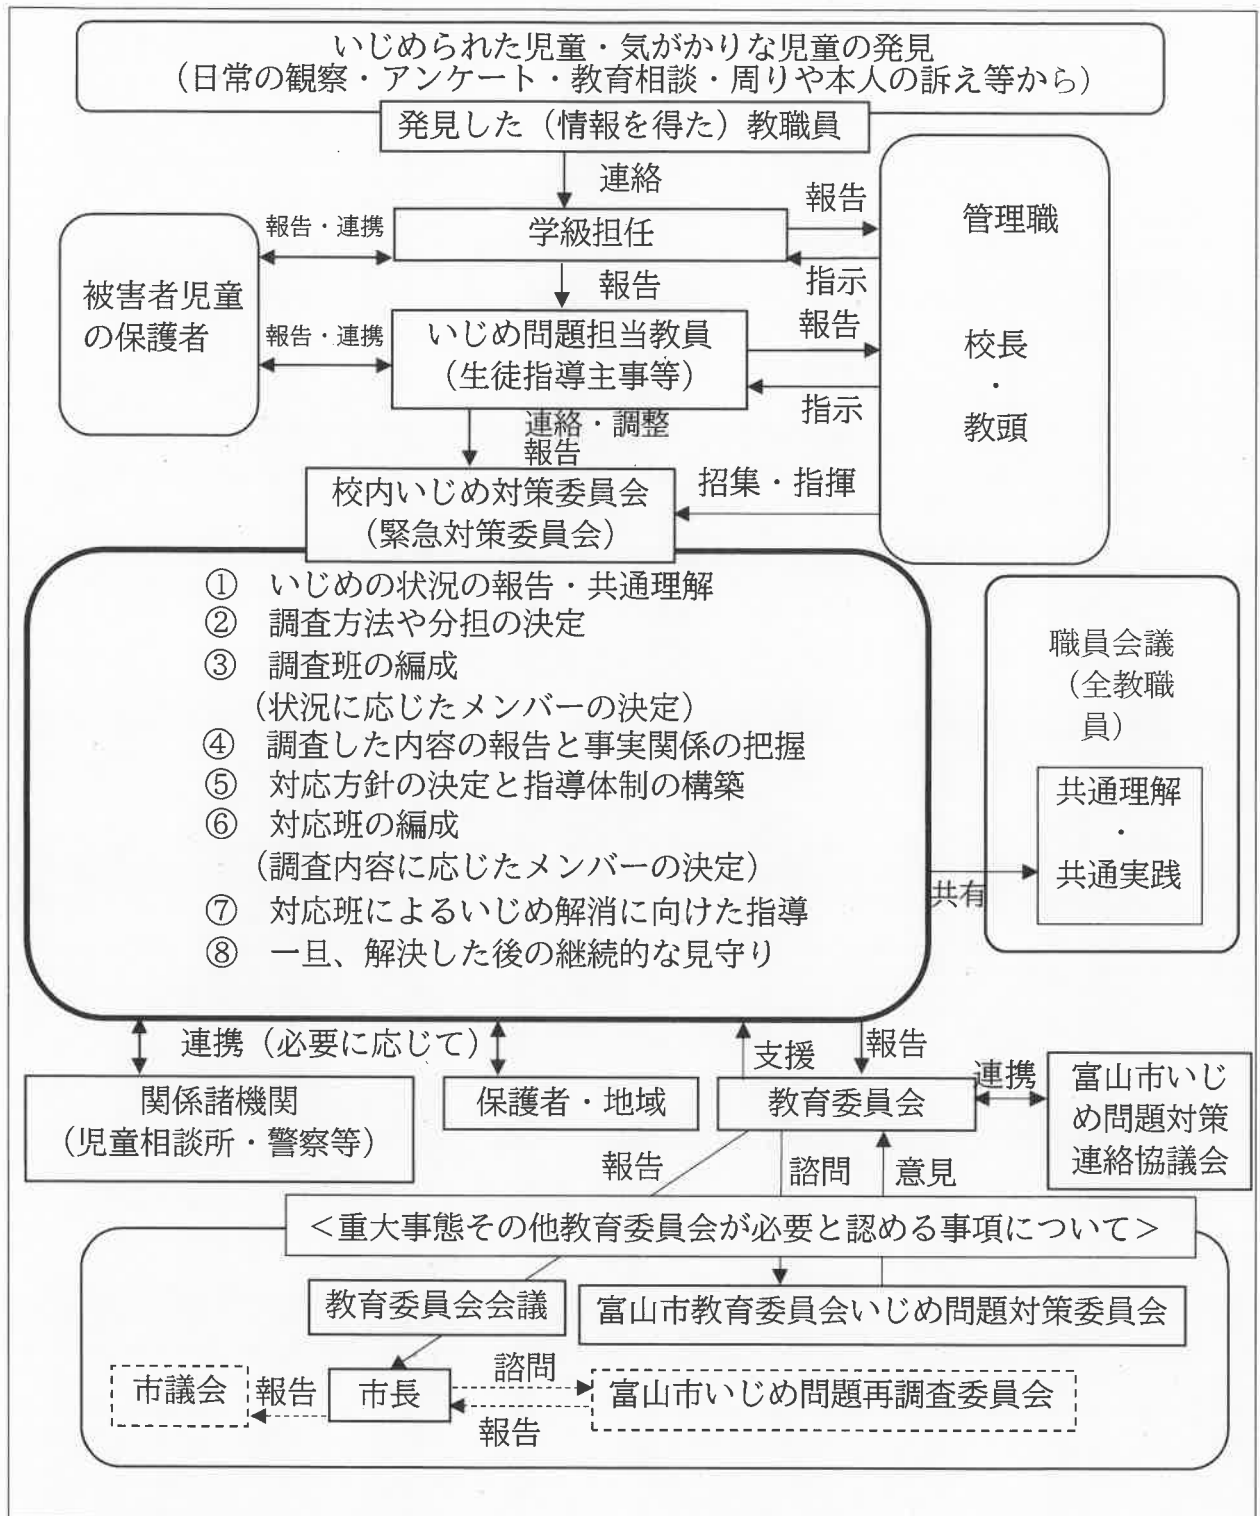 いじめられた児童・気がかりな児童の発見
（日常の観察・アンケート・教育相談・周りや本人の訴え等から）
発見した（情報を得た）教職員
連絡
報告
管理職
報告・連携
学級担任
指示
被害者児童
の保護者
報告
報告
報告・連携
いじめ問題担当教員
（生徒指導主事等）
校長
・
教頭
指示
連絡・調整
報告
校内いじめ対策委員会
（緊急対策委員会）
招集・指揮
① いじめの状況の報告・共通理解
② 調査方法や分担の決定
③ 調査班の編成
（状況に応じたメンバーの決定）
④ 調査した内容の報告と事実関係の把握
⑤ 対応方針の決定と指導体制の構築
⑥ 対応班の編成
（調査内容に応じたメンバーの決定）
⑦ 対応班によるいじめ解消に向けた指導
⑧ 一旦、解決した後の継続的な見守り
共有
職員会議
（全教職
員）
共通理解
・
共通実践
連携（必要に応じて）
支援
報告
関係諸機関
（児童相談所・警察等）
保護者・地域
教育委員会
連携
富山市いじ
め問題対策
連絡協議会
報告
諮問
意見
＜重大事態その他教育委員会が必要と認める事項について＞
教育委員会会議
富山市教育委員会いじめ問題対策委員会
市議会
報告
市長
諮問
報告
富山市いじめ問題再調査委員会